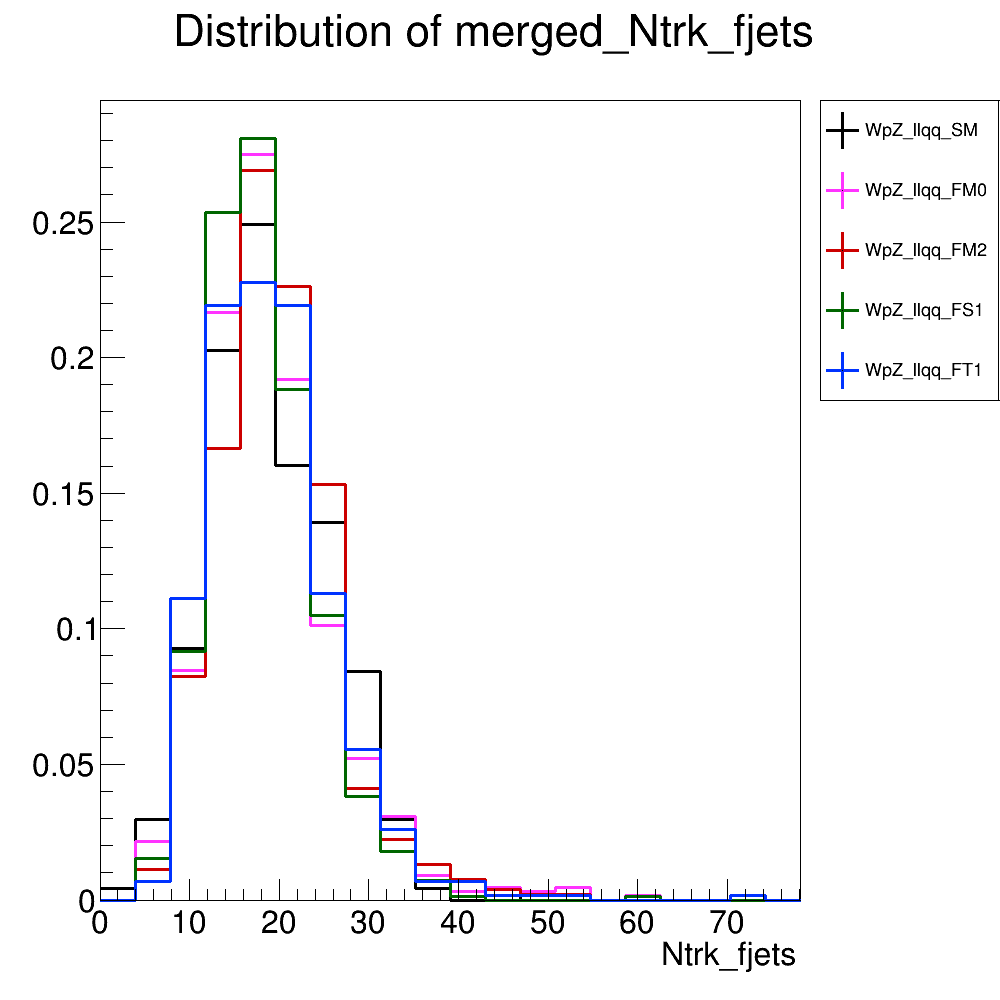 Distribution of merged_Ntrk_fjets
WpZ_llqq_SM
WpZ_llqq_FM0
WpZ_llqq_FM2
WpZ_llqq_FS1
WpZ_llqq_FT1
0.25
0.2
0.15
0.1
0.05
0
0 10 20 30 40 50 60 70
Ntrk_fjets